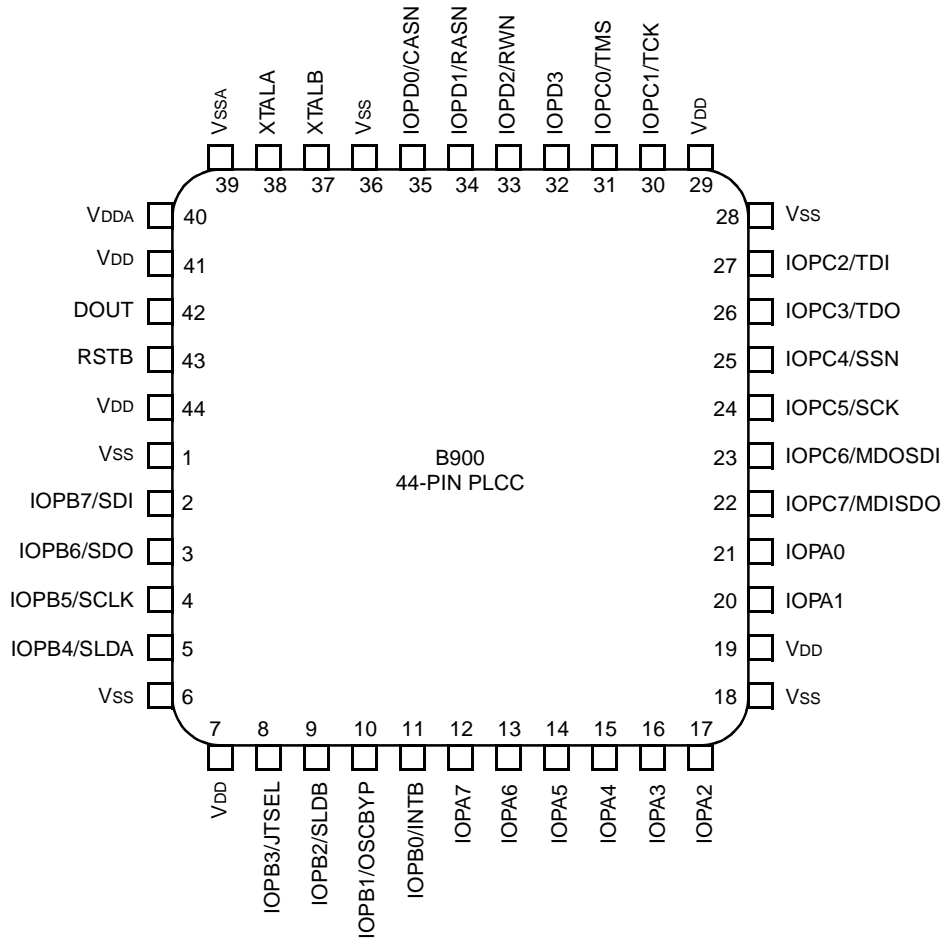 VSSA
XTALA
XTALB
VSS
IOPD0/CASN
IOPD1/RASN
IOPD2/RWN
IOPD3
IOPC0/TMS
IOPC1/TCK
VDD
39 38 37 36 35 34 33 32 31 30 29
VDDA 40
VDD 41
DOUT 42
RSTB 43
VDD 44
VSS 1
IOPB7/SDI 2
IOPB6/SDO 3
IOPB5/SCLK 4
IOPB4/SLDA 5
VSS 6
B900
44-PIN PLCC
28 VSS
27 IOPC2/TDI
26 IOPC3/TDO
25 IOPC4/SSN
24 IOPC5/SCK
23 IOPC6/MDOSDI
22 IOPC7/MDISDO
21 IOPA0
20 IOPA1
19 VDD
18 VSS
7 8 9 10 11 12 13 14 15 16 17
VDD
IOPB3/JTSEL
IOPB2/SLDB
IOPB1/OSCBYP
IOPB0/INTB
IOPA7
IOPA6
IOPA5
IOPA4
IOPA3
IOPA2